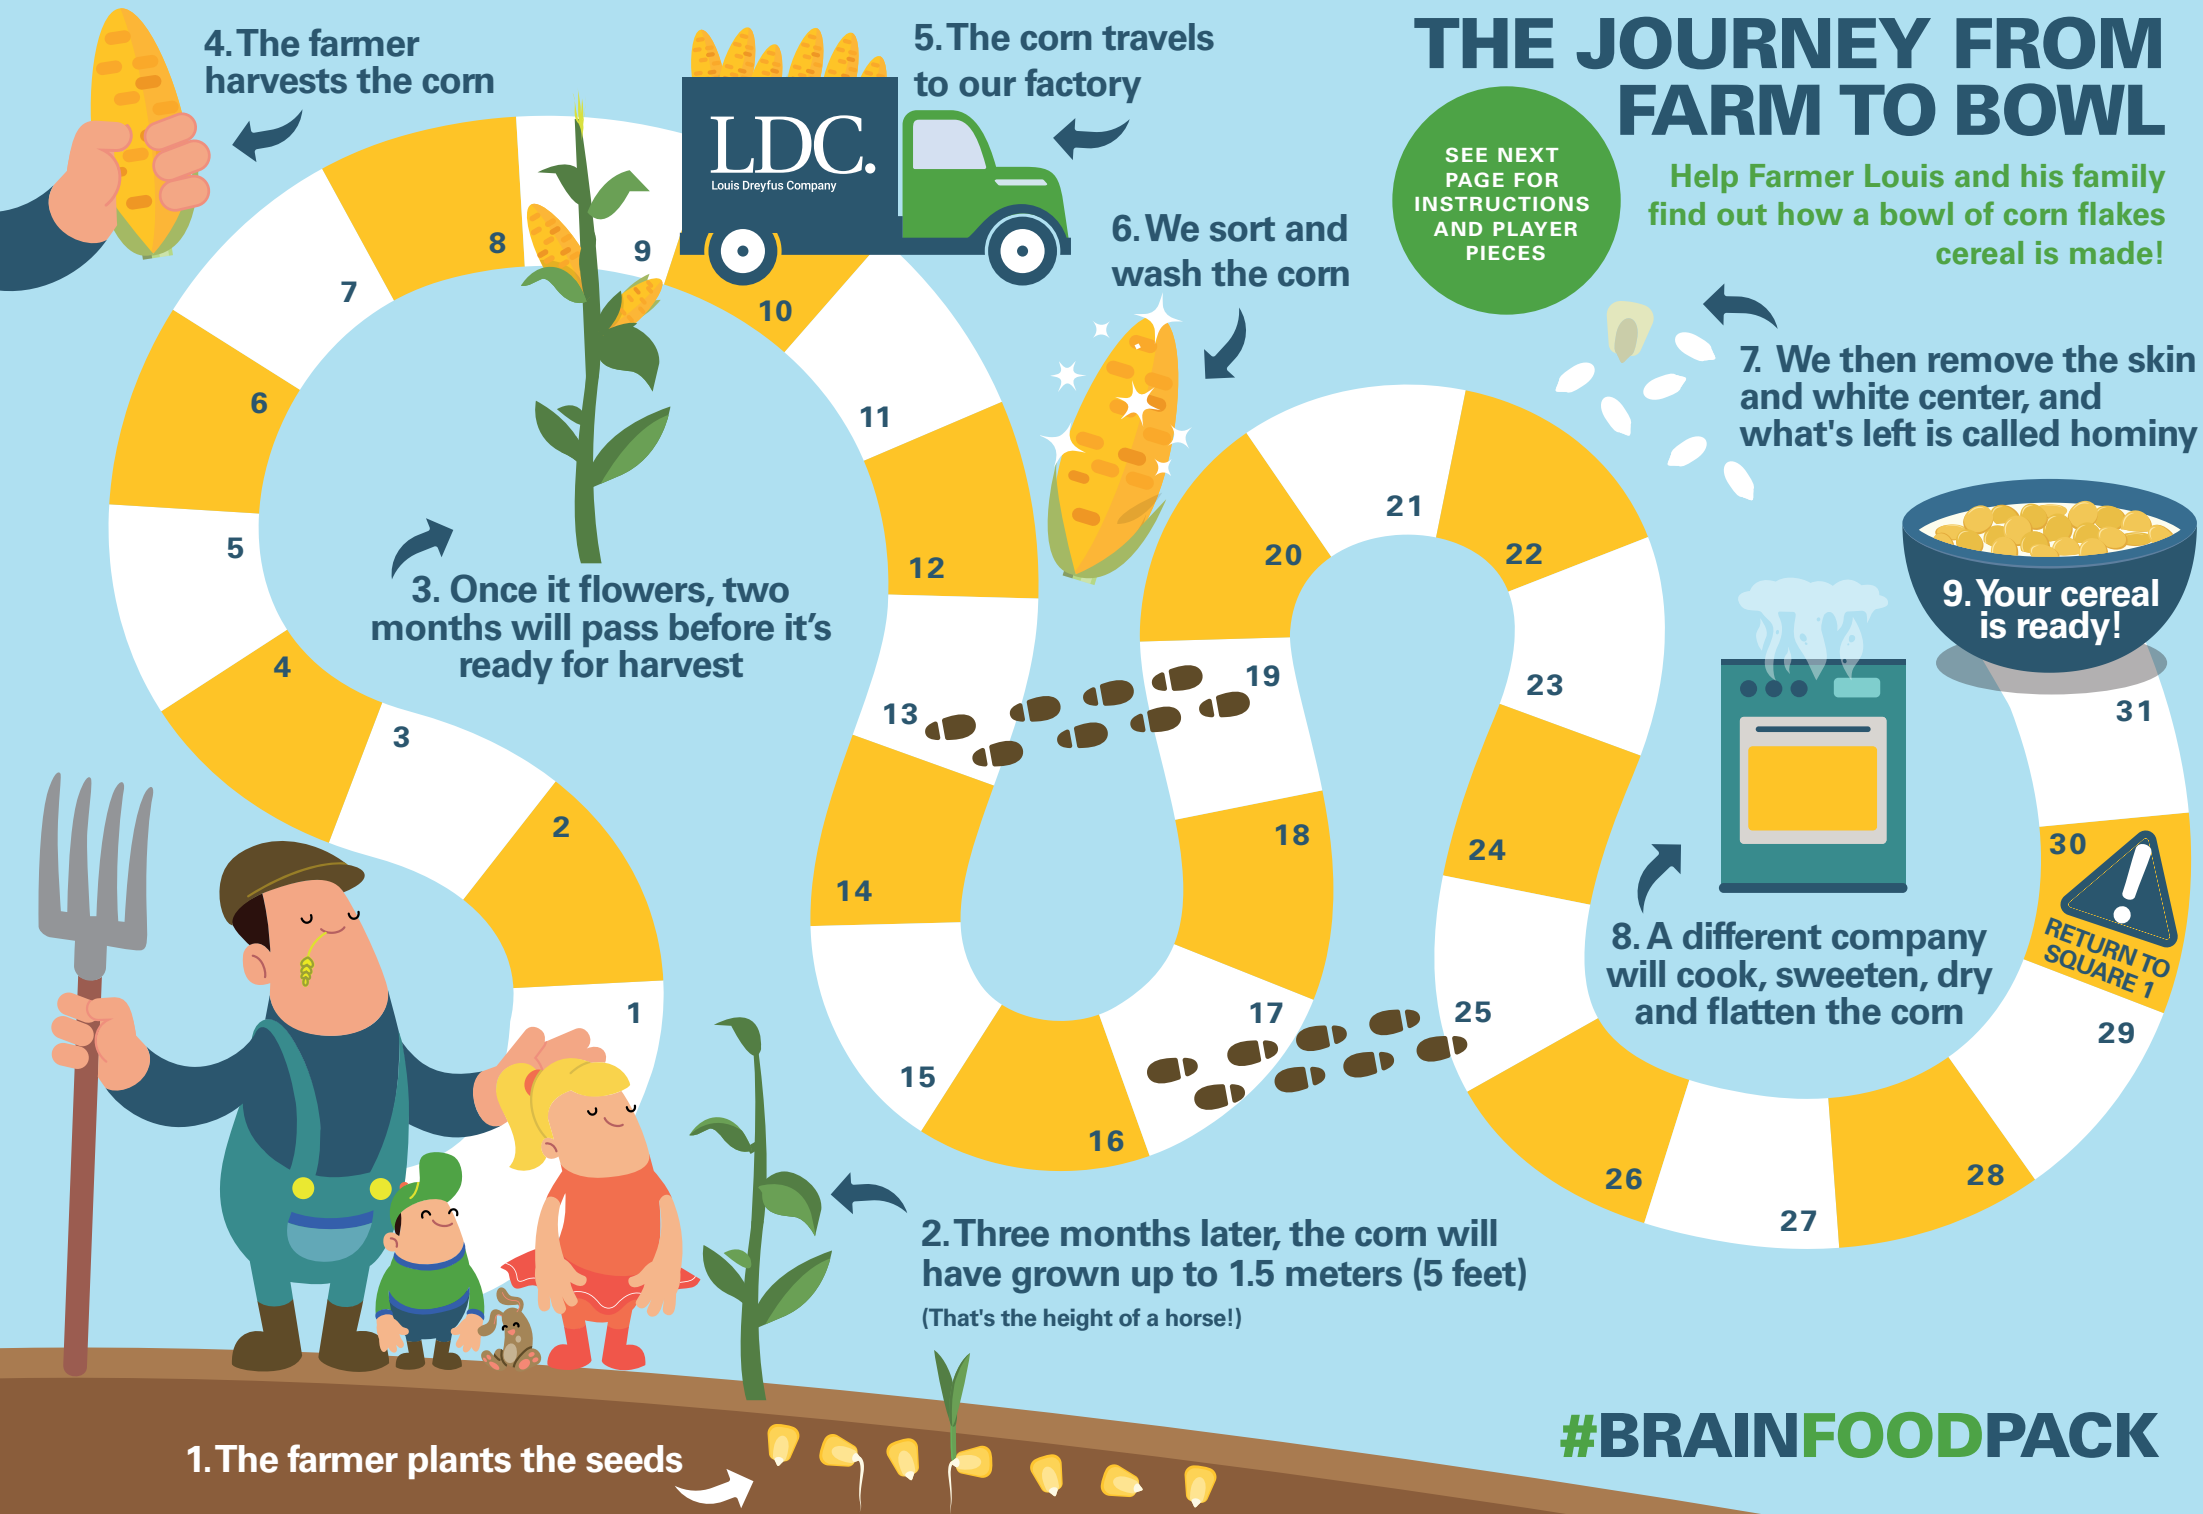 THE JOURNEY FROM
FARM TO BOWL
Help Farmer Louis and his family
find out how a bowl of corn flakes
cereal is made!
SEE NEXT
PAGE FOR
INSTRUCTIONS
AND PLAYER
PIECES
1. The farmer plants the seeds
2. Three months later, the corn will
have grown up to 1.5 meters (5 feet)
(That's the height of a horse!)
3. Once it flowers, two
months will pass before it’s
ready for harvest
4. The farmer
harvests the corn
5. The corn travels
to our factory
LDC.
Louis Dreyfus Company
6. We sort and
wash the corn
7. We then remove the skin
and white center, and
what's left is called hominy
8. A different company
will cook, sweeten, dry
and flatten the corn
9. Your cereal
is ready!
1
2
3
4
5
6
7
8
9
10
11
12
13
14
15
16
17
18
19
20
21
22
23
24
25
26
27
28
29
30
RETURN TO
SQUARE 1
31
#BRAINFOODPACK